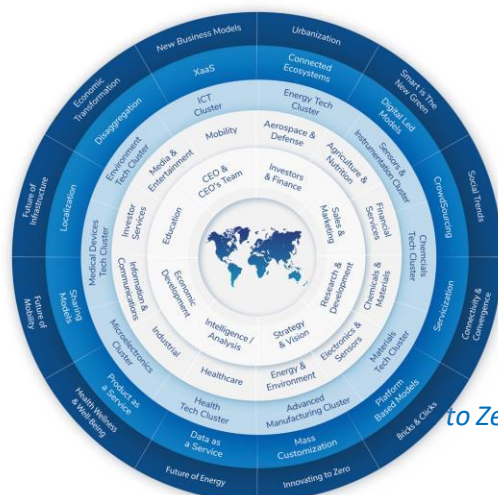 New Business Models
Urbanization
Smart is The
New Green
Social Trends
Connectivity &
Convergence
Bricks & Clicks
Innovating to Zero
Future of Energy
Health Wellness
& Well-Being
Future of
Mobility
Future of
Infrastructure
Economic
Transformation
XaaS
Connected
Ecosystems
Digital Led
Models
CrowdSourcing
Servicization
Platform
Based Models
Mass
Customization
Data as
a Service
Product as
a Service
Sharing
Models
Localization
Disaggregation
ICT
Cluster
Energy Tech
Cluster
Sensors &
Instrumentation Cluster
Chemcials
Tech Cluster
Materials
Tech Cluster
Advanced
Manufacturing Cluster
Health
Tech Cluster
Microelectronics
Cluster
Medical Devices
Tech Cluster
Environment
Tech Cluster
Mobility
Aerospace &
Defense
Agriculture &
Nutrition
Financial
Services
Chemicals &
Materials
Electronics &
Sensors
Energy &
Environment
Healthcare
Industrial
Information &
Communications
Investor
Services
Media &
Entertainment
CEO &
CEO's Team
Investors
& Finance
Sales &
Marketing
Research &
Development
Strategy
& Vision
Intelligence /
Analysis
Economic
Development
Education
to Ze